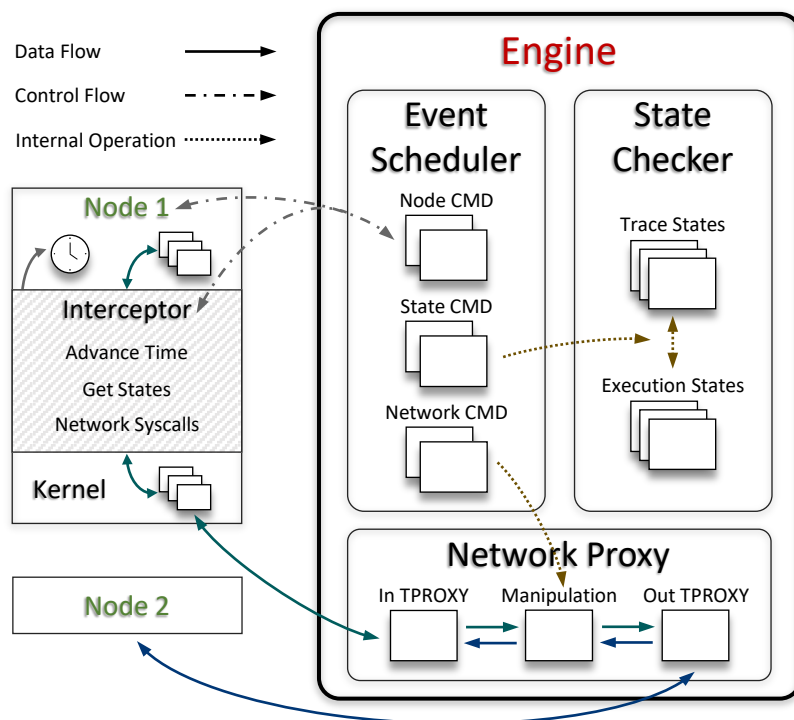 Data Flow
Control Flow
Internal Operation
Node 1
Interceptor
Advance Time
Get States
Network Syscalls
Kernel
Node 2
Engine
Event
Scheduler
Node CMD
State CMD
Network CMD
State
Checker
Trace States
Execution States
Network Proxy
In TPROXY
Manipulation
Out TPROXY